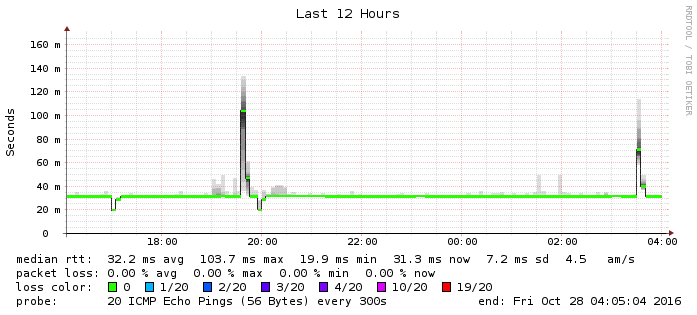 Last 12 Hours
RRDTOOL / TOBI OETIKER
Seconds
160 m
140 m
120 m
100 m
80 m
60 m
40 m
20 m
0
18:00 20:00 22:00 00:00 02:00 04:00
median rtt: 32.2 ms avg 103.7 ms max 19.9 ms min 31.3 ms now 7.2 ms sd 4.5 am/s
packet loss: 0.00 % avg 0.00 % max 0.00 % min 0.00 % now
loss color: 0 1/20 2/20 3/20 4/20 10/20 19/20
probe: 20 ICMP Echo Pings (56 Bytes) every 300s end: Fri Oct 28 04:05:04 2016